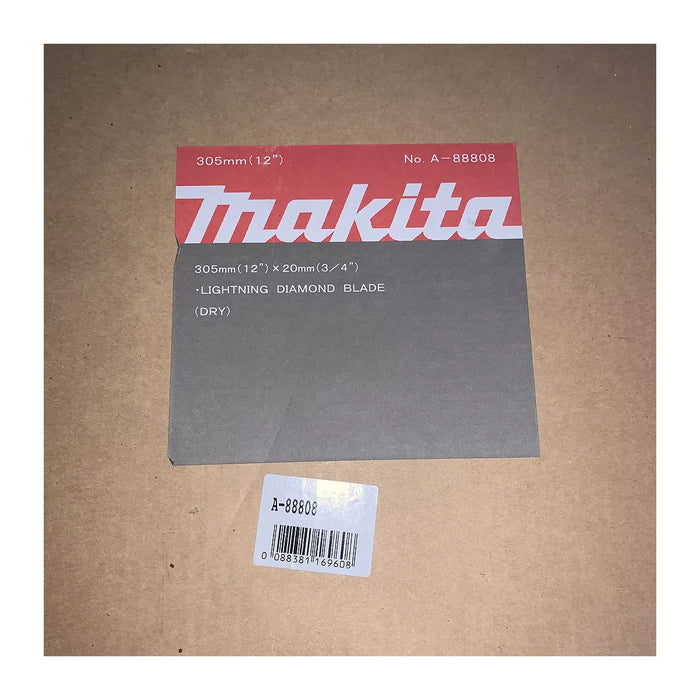 305mm(12") No. A-88808
makita
305mm(12")×20mm(3/4")
·LIGHTNING DIAMOND BLADE
(DRY)
A-88808
0 088381 169608